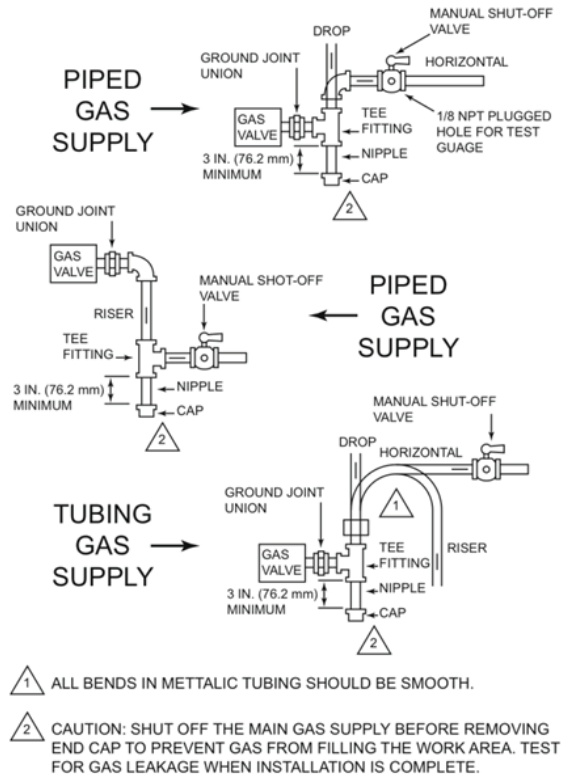 MANUAL SHUT-OFF
VALVE
DROP
GROUND JOINT
UNION
HORIZONTAL
PIPED
GAS
SUPPLY
GAS
VALVE
TEE
FITTING
1/8 NPT PLUGGED
HOLE FOR TEST
GUAGE
3 IN. (76.2 mm)
MINIMUM
NIPPLE
CAP
2
GROUND JOINT
UNION
GAS
VALVE
MANUAL SHOT-OFF
VALVE
RISER
TEE
FITTING
3 IN. (76.2 mm)
MINIMUM
NIPPLE
CAP
2
PIPED
GAS
SUPPLY
MANUAL SHUT-OFF
VALVE
DROP
HORIZONTAL
1
GROUND JOINT
UNION
TUBING
GAS
SUPPLY
GAS
VALVE
TEE
FITTING
RISER
3 IN. (76.2 mm)
MINIMUM
NIPPLE
CAP
2
1 ALL BENDS IN METTALIC TUBING SHOULD BE SMOOTH.
2 CAUTION: SHUT OFF THE MAIN GAS SUPPLY BEFORE REMOVING
END CAP TO PREVENT GAS FROM FILLING THE WORK AREA. TEST
FOR GAS LEAKAGE WHEN INSTALLATION IS COMPLETE.